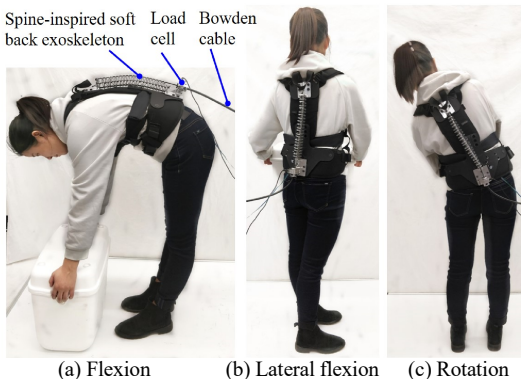 Spine-inspired soft back exoskeleton
Load cell
Bowden cable
(a) Flexion
(b) Lateral flexion
(c) Rotation